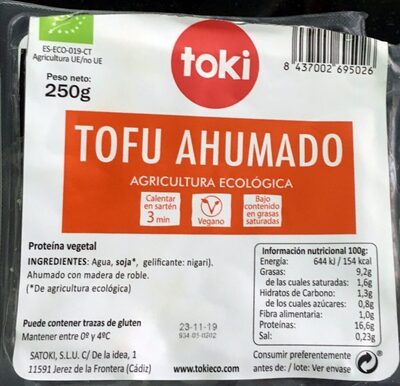 ES-ECO-019-CT
Agricultura UE/no UE
Peso neto:
250g
toki
8 437002 695026
TOFU AHUMADO
AGRICULTURA ECOLÓGICA
Calentar
en sartén
3 min
Vegano
Bajo
contenido
en grasas
saturadas
Proteína vegetal
INGREDIENTES: Agua, soja*, gelificante: nigari).
Ahumado con madera de roble.
(*De agricultura ecológica)
Información nutricional 100g:
Energía: 644 kJ / 154 kcal
Grasas: 9,2g
de las cuales saturadas: 1,6g
Hidratos de Carbono: 1,3g
de los cuales azúcares: 0,8g
Fibra alimentaria: 1,0g
Proteínas: 16,6g
Sal: 0,23g
Puede contener trazas de gluten
Mantener entre 0º y 4ºC
23-11-19
934-05-0202
SATOKI, S.L.U. C/ De la idea, 1
11591 Jerez de la Frontera (Cádiz)
www.tokieco.com
Consumir preferentemente
antes de: / lote: Ver envase